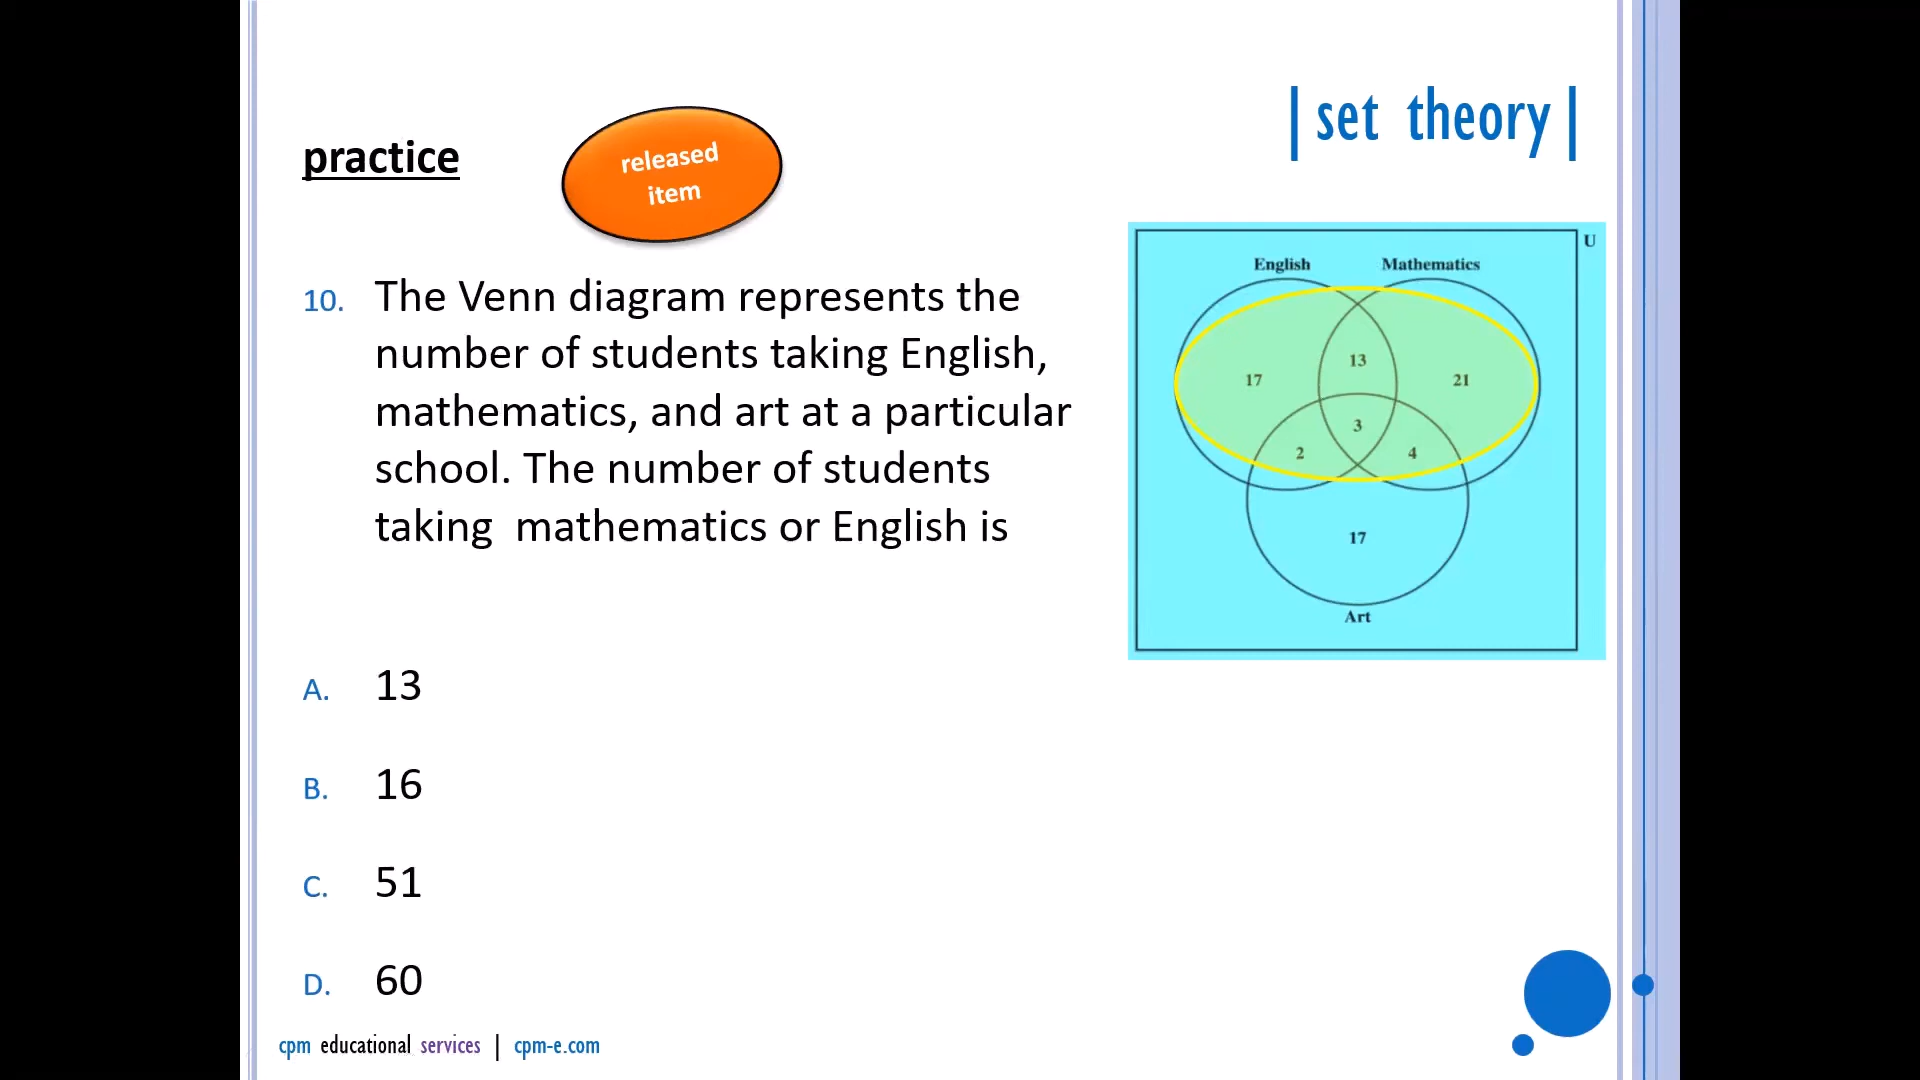 |set theory|
practice
released
item
10. The Venn diagram represents the
number of students taking English,
mathematics, and art at a particular
school. The number of students
taking mathematics or English is
U
English Mathematics
13
17 21
3
2 4
17
Art
A. 13
B. 16
C. 51
D. 60
cpm educational services | cpm-e.com